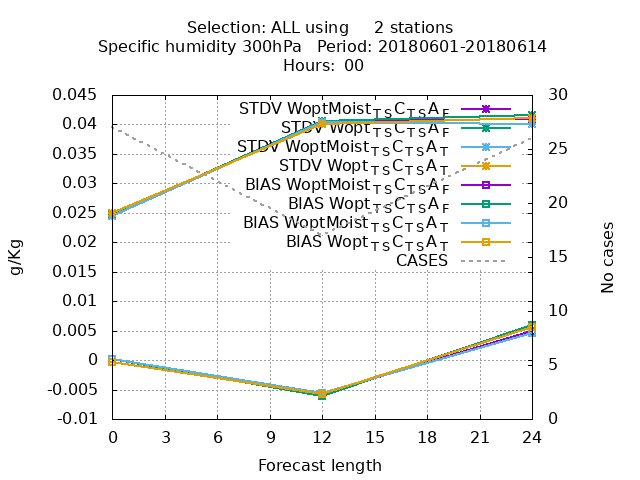 Selection: ALL using 2 stations
Specific humidity 300hPa Period: 20180601-20180614
Hours: 00
0.045
0.04
0.035
0.03
0.025
0.02
0.015
0.01
0.005
0
-0.005
-0.01
g/Kg
STDV WoptMoistTSCTSAF
STDV WoptTSCTSAF
STDV WoptMoistTSCTSAT
STDV WoptTSCTSAT
BIAS WoptMoistTSCTSAF
BIAS WoptTSCTSAF
BIAS WoptMoistTSCTSAT
BIAS WoptTSCTSAT
CASES
30
25
20
15
10
5
0
No cases
0 3 6 9 12 15 18 21 24
Forecast length